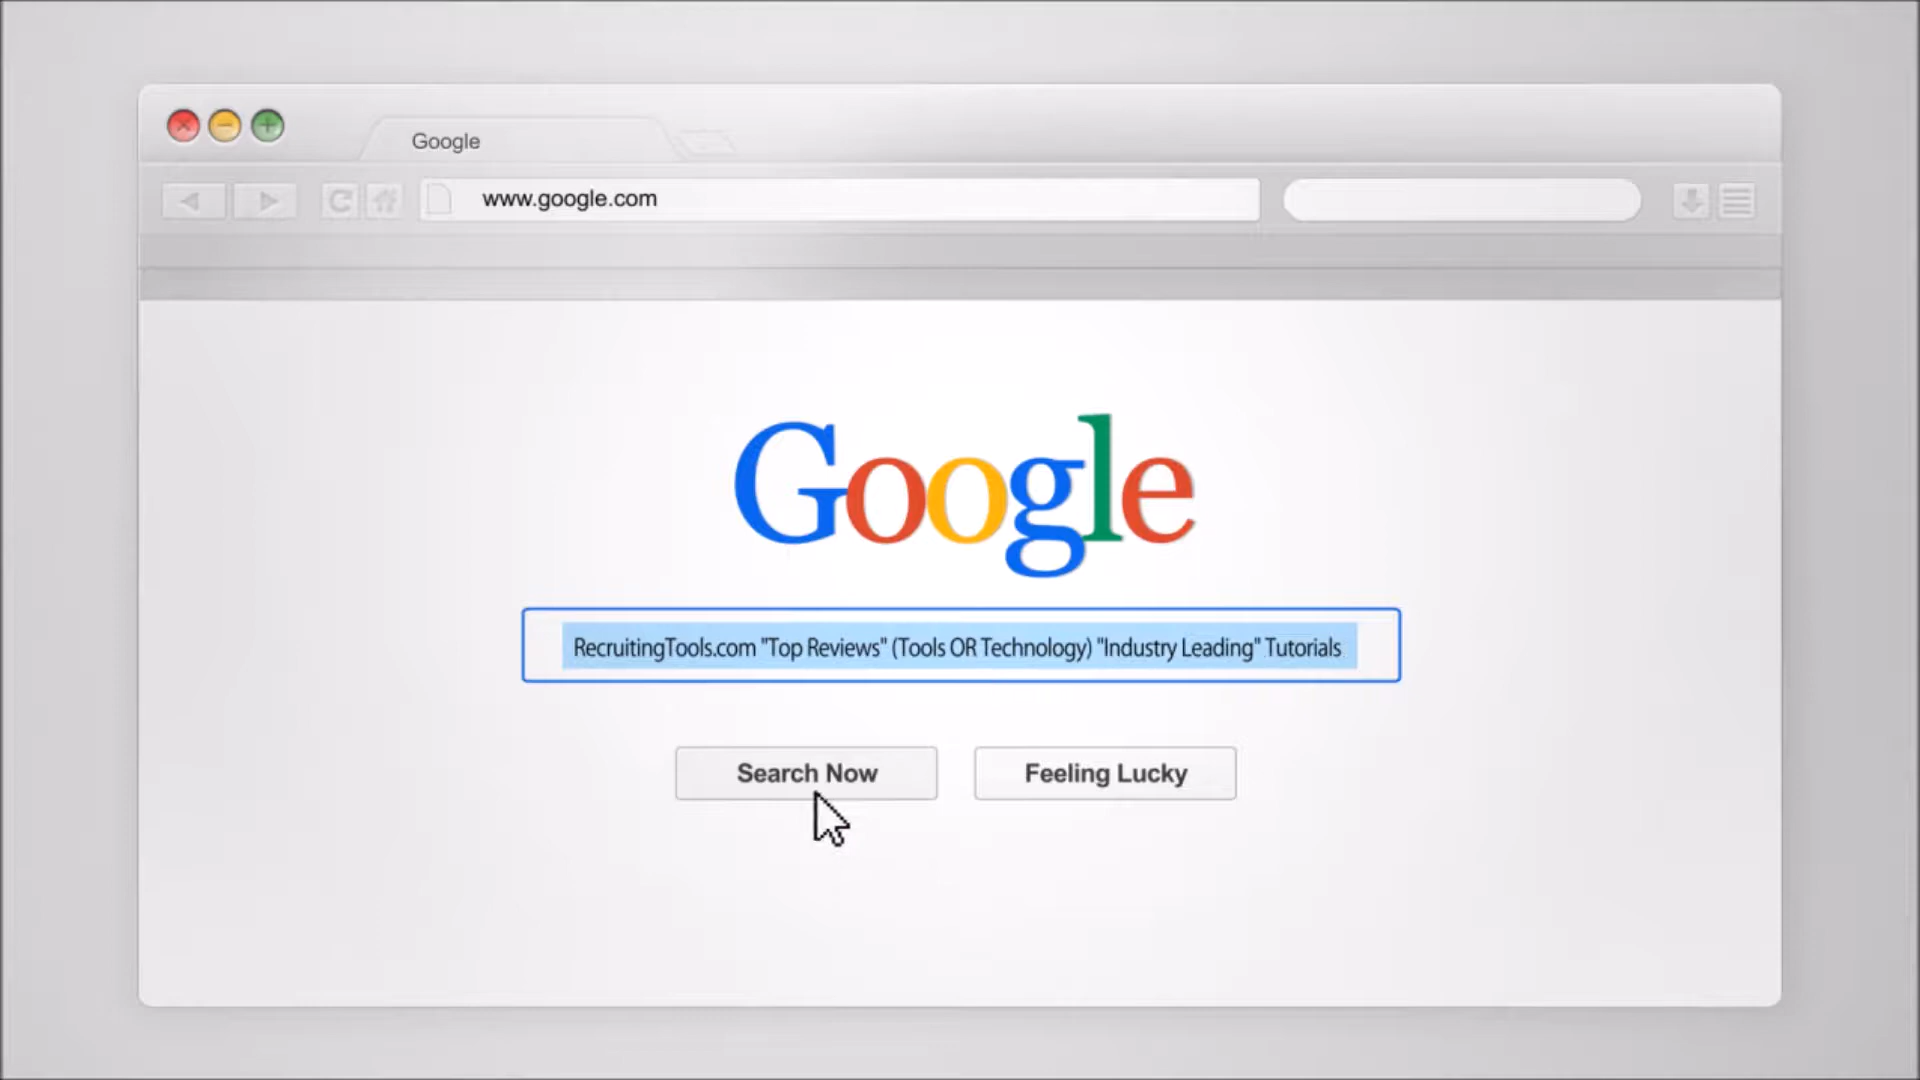 Google
www.google.com
Google
RecruitingTools.com "Top Reviews" (Tools OR Technology) "Industry Leading" Tutorials
Search Now
Feeling Lucky